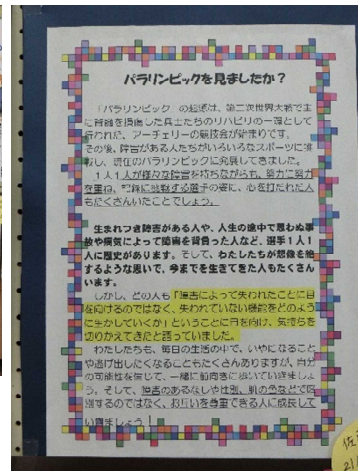 パラリンピックを見ましたか？
「パラリンピック」の起源は、第二次世界大戦で主
に脊髄を損傷した兵士たちのリハビリの一環として
行われた、アーチェリーの競技会が始まりです。
その後、障害がある人たちがいろいろなスポーツに挑
戦し、現在のパラリンピックに発展してきました。
１人１人が様々な障害を持ちながらも、努力に努力
を重ね、記録に挑戦する選手の姿に、心を打たれた人
もたくさんいたことでしょう。
生まれつき障害がある人や、人生の途中で思わぬ事
故や病気によって障害を背負った人など、選手１人１
人に歴史があります。そして、わたしたちが想像を絶
するような思いで、今までを生きてきた人もたくさん
います。
しかし、どの人も「障害によって失われたことに目
を向けるのではなく、失われていない機能をどのよう
に生かしていくか」ということに目を向け、気持ちを
切りかえてきたと語っていました。
わたしたちも、毎日の生活の中で、いやになること
や逃げ出したくなることもたくさんありますが、自分
の可能性を信じて、一緒に前向きに歩いていきましょ
う。そして、障害のあるなしや性別、肌の色などで区
別するのではなく、お互いを尊重できる人に成長して
いきましょう！
佐